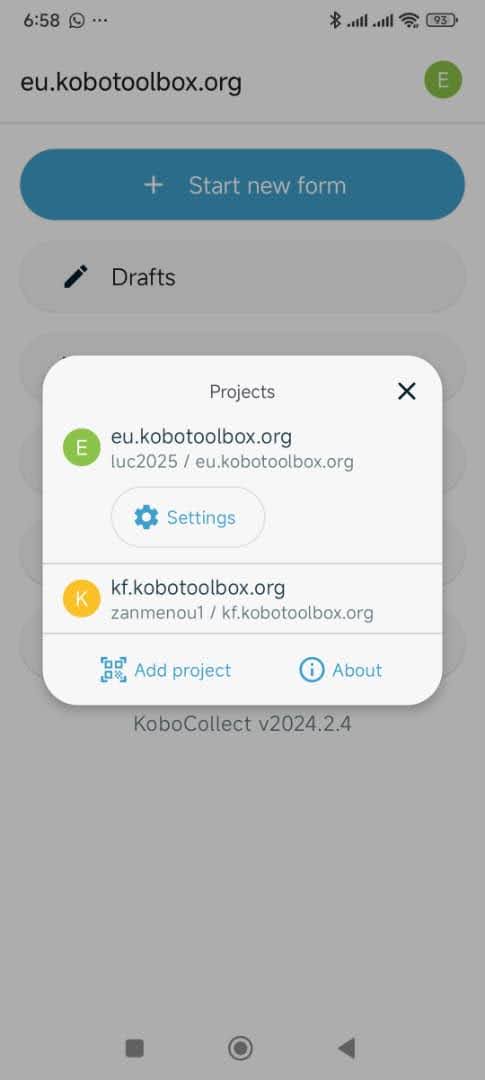 6:58
93
eu.kobotoolbox.org
E
+ Start new form
Drafts
Projects
E
eu.kobotoolbox.org
luc2025 / eu.kobotoolbox.org
Settings
K
kf.kobotoolbox.org
zanmenou1 / kf.kobotoolbox.org
Add project
About
KoboCollect v2024.2.4